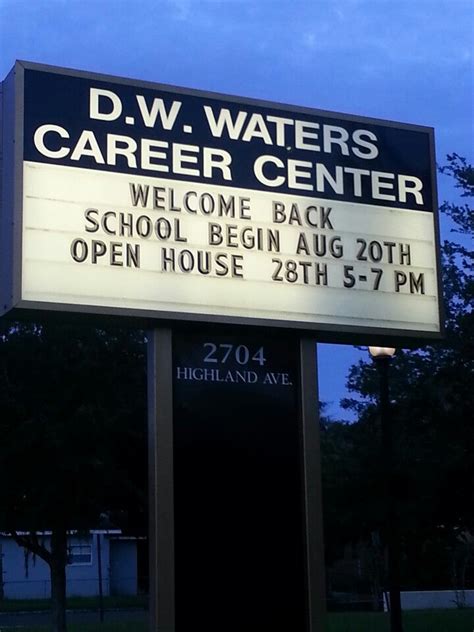 D.W. WATERS
CAREER CENTER
WELCOME BACK
SCHOOL BEGIN AUG 20TH
OPEN HOUSE 28TH 5-7 PM
2704
HIGHLAND AVE.